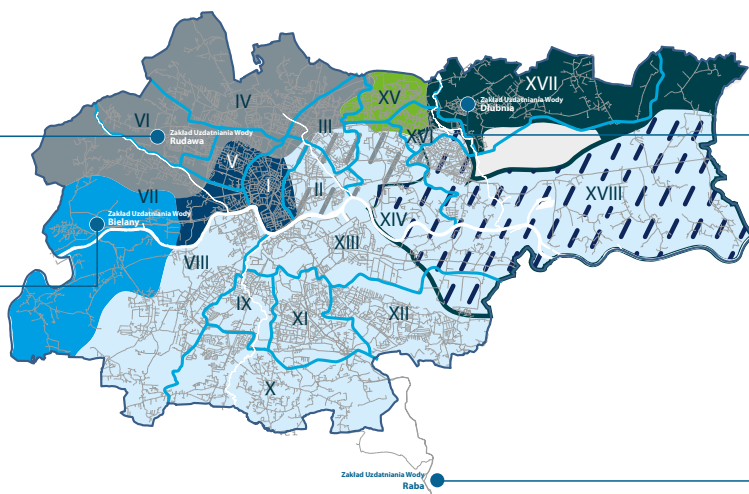 XVII
XV
IV
VI
III
Zakład Uzdatniania Wody
Dłubnia
Zakład Uzdatniania Wody
Rudawa
XVI
V
I
II
VII
XVIII
Zakład Uzdatniania Wody
Bielany
XIV
XIII
VIII
IX
XI
XII
X
Zakład Uzdatniania Wody
Raba